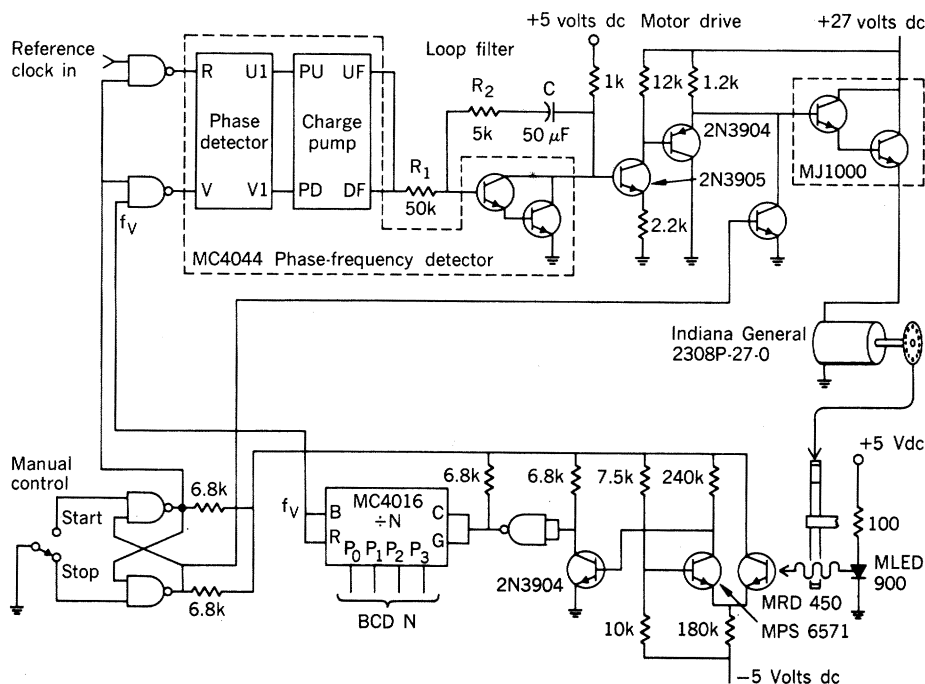 +5 volts dc
Motor drive
+27 volts dc
Reference
clock in
Loop filter
R
U1
PU
UF
R2
C
1k
12k
1.2k
5k
50 μF
Phase
detector
Charge
pump
2N3904
MJ1000
V
V1
PD
DF
R1
50k
2N3905
2.2k
fV
MC4044 Phase-frequency detector
Indiana General
2308P-27-0
Manual
control
+5 Vdc
6.8k
6.8k
6.8k
7.5k
240k
Start
fV
B
R
MC4016
÷N
C
G
P0
P1
P2
P3
100
Stop
MLED
900
2N3904
6.8k
BCD N
MRD 450
MPS 6571
10k
180k
−5 Volts dc